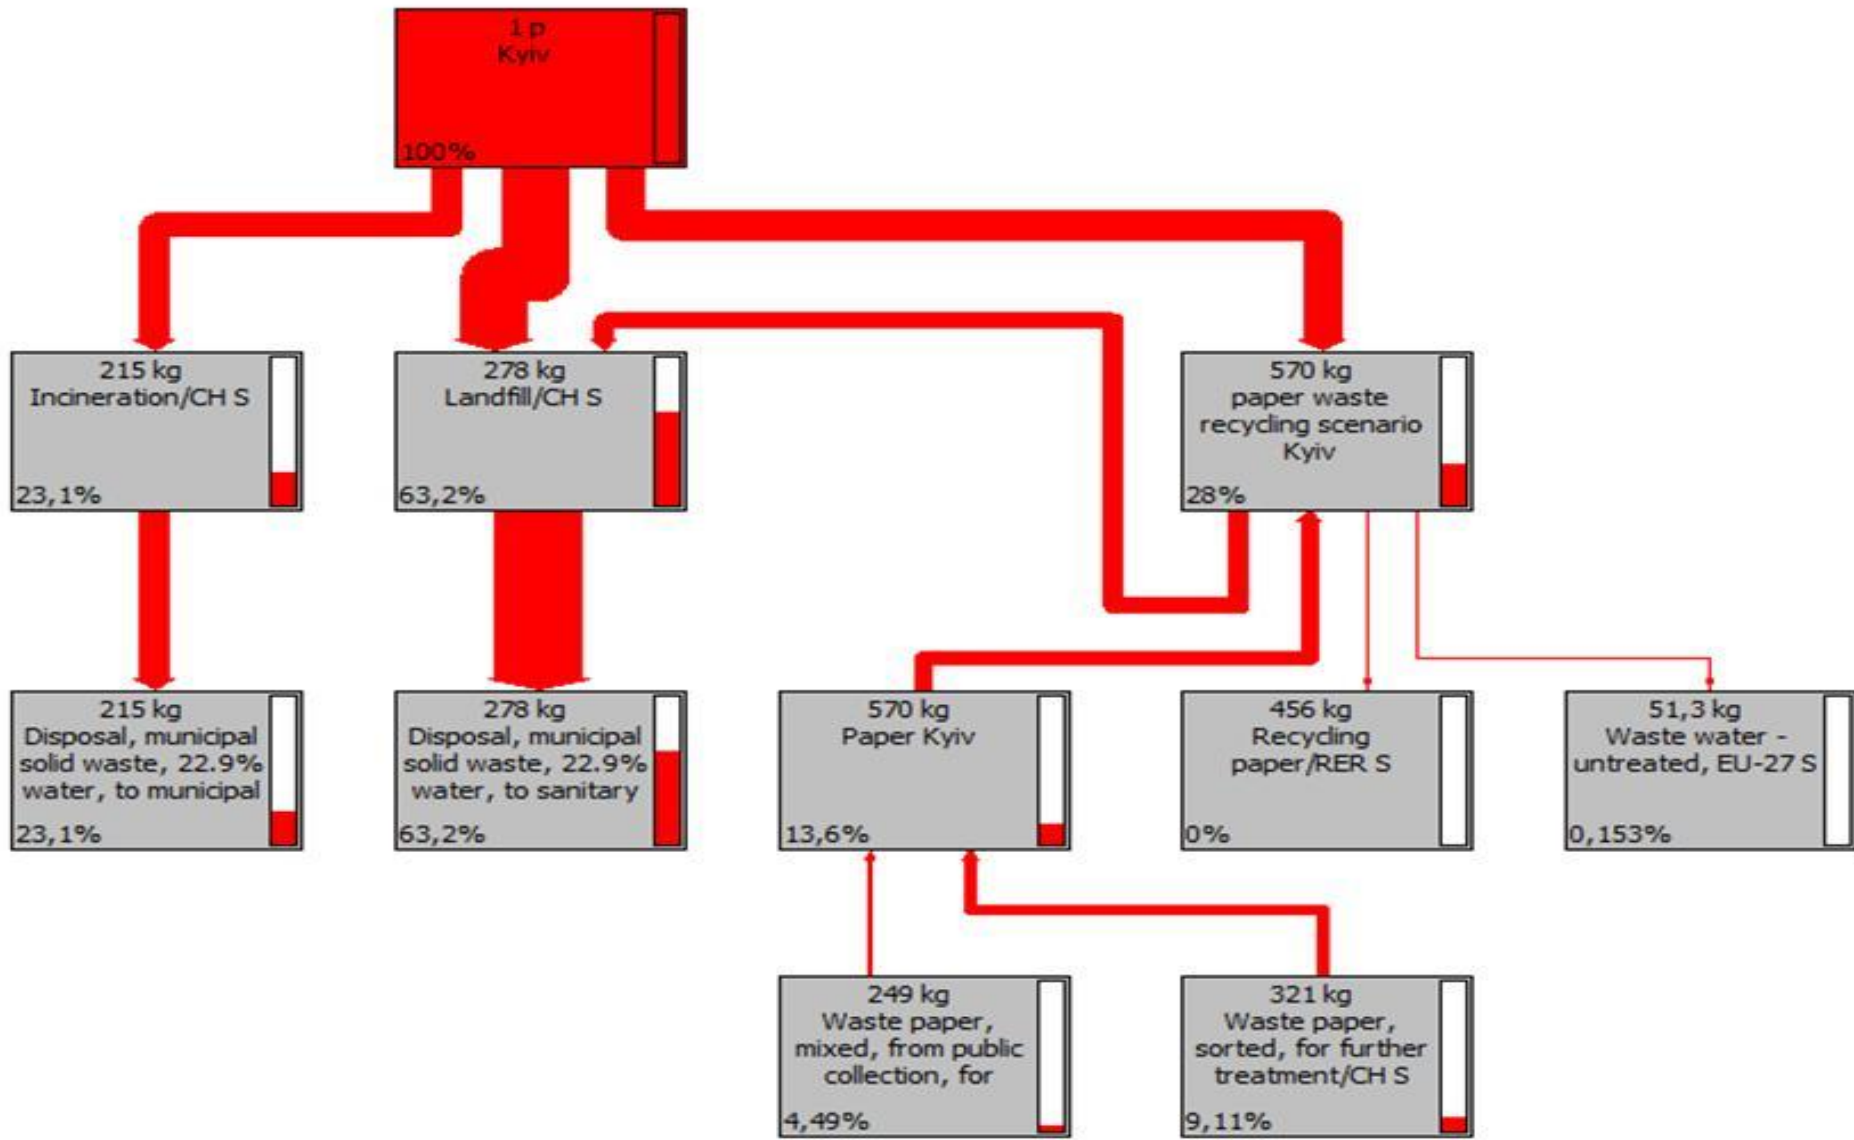 1 p
Kyiv
100%
215 kg
Incineration/CH S
23,1%
278 kg
Landfill/CH S
63,2%
570 kg
paper waste
recycling scenario
Kyiv
28%
215 kg
Disposal, municipal
solid waste, 22.9%
water, to municipal
23,1%
278 kg
Disposal, municipal
solid waste, 22.9%
water, to sanitary
63,2%
570 kg
Paper Kyiv
13,6%
456 kg
Recycling
paper/RER S
0%
51,3 kg
Waste water -
untreated, EU-27 S
0,153%
249 kg
Waste paper,
mixed, from public
collection, for
4,49%
321 kg
Waste paper,
sorted, for further
treatment/CH S
9,11%